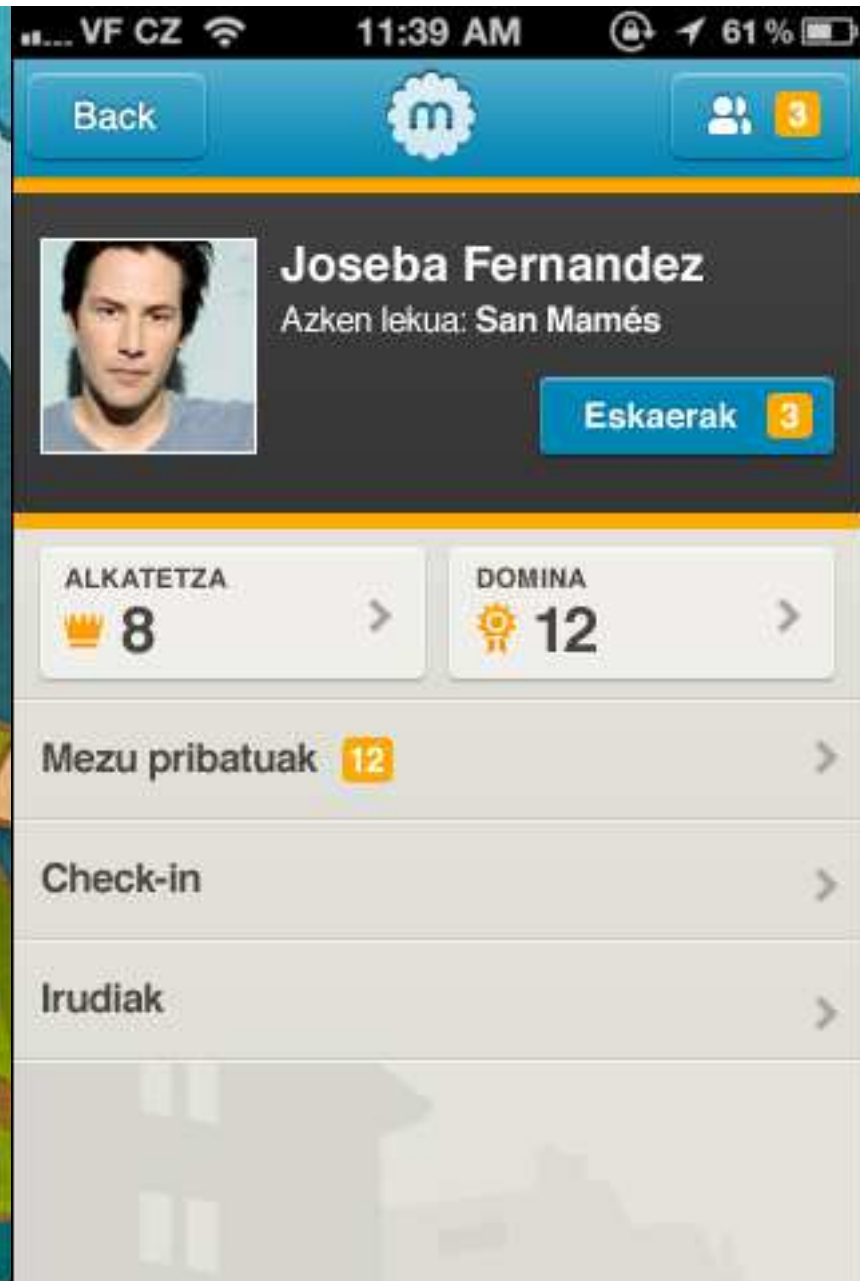 VF CZ 11:39 AM 61 %
Back m 3
Joseba Fernandez
Azken lekua: San Mamés
Eskaerak 3
ALKATETZA DOMINA
8 12
Mezu pribatuak 12
Check-in
Irudiak